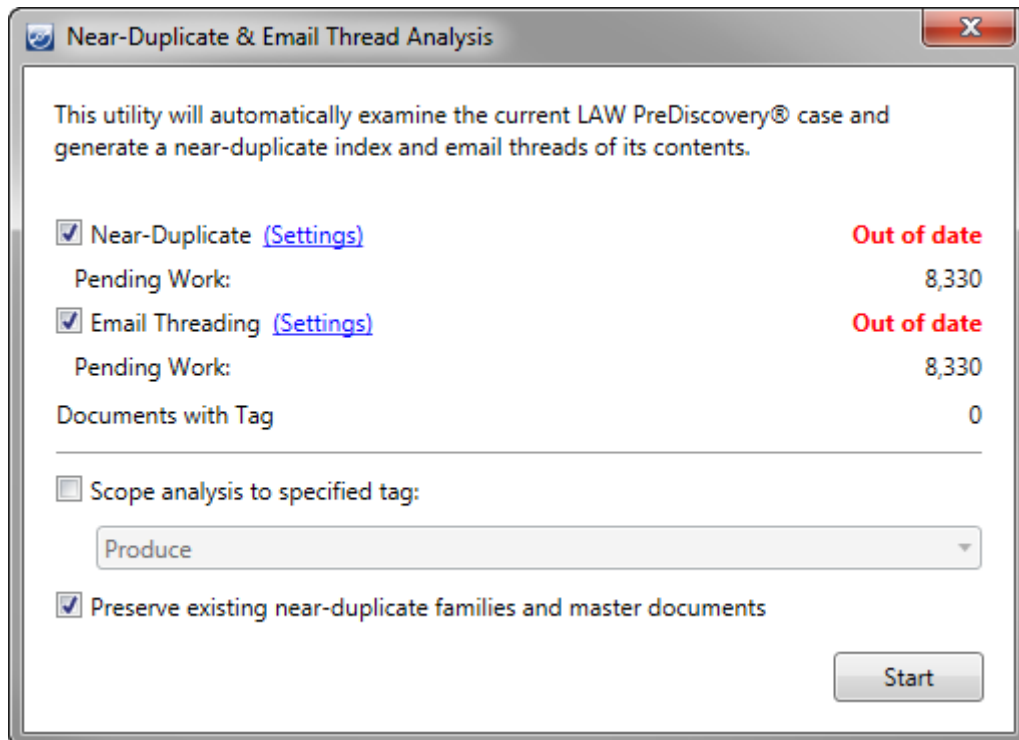 Near-Duplicate & Email Thread Analysis
This utility will automatically examine the current LAW PreDiscovery® case and
generate a near-duplicate index and email threads of its contents.
Near-Duplicate (Settings) Out of date
Pending Work: 8,330
Email Threading (Settings) Out of date
Pending Work: 8,330
Documents with Tag 0
Scope analysis to specified tag:
Produce
Preserve existing near-duplicate families and master documents
Start